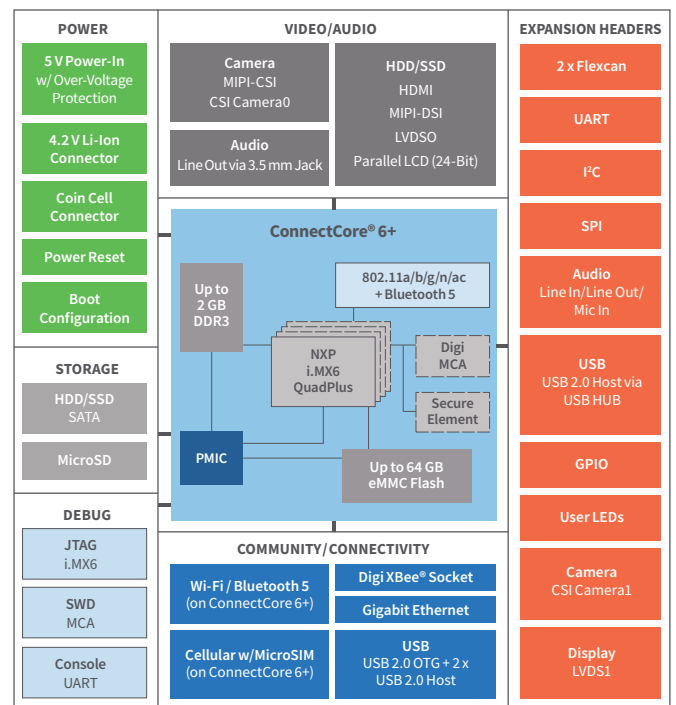 POWER
5 V Power-In
w/ Over-Voltage
Protection
4.2 V Li-Ion
Connector
Coin Cell
Connector
Power Reset
Boot
Configuration
STORAGE
HDD/SSD
SATA
MicroSD
DEBUG
JTAG
i.MX6
SWD
MCA
Console
UART
VIDEO/AUDIO
Camera
MIPI-CSI
CSI Camera0
Audio
Line Out via 3.5 mm Jack
HDD/SSD
HDMI
MIPI-DSI
LVDSO
Parallel LCD (24-Bit)
ConnectCore® 6+
Up to
2 GB
DDR3
802.11a/b/g/n/ac
+ Bluetooth 5
NXP
i.MX6
QuadPlus
Digi
MCA
Secure
Element
PMIC
Up to 64 GB
eMMC Flash
COMMUNITY/CONNECTIVITY
Wi-Fi / Bluetooth 5
(on ConnectCore 6+)
Digi XBee® Socket
Gigabit Ethernet
Cellular w/MicroSIM
(on ConnectCore 6+)
USB
USB 2.0 OTG + 2 x
USB 2.0 Host
EXPANSION HEADERS
2 x Flexcan
UART
I²C
SPI
Audio
Line In/Line Out/
Mic In
USB
USB 2.0 Host via
USB HUB
GPIO
User LEDs
Camera
CSI Camera1
Display
LVDS1